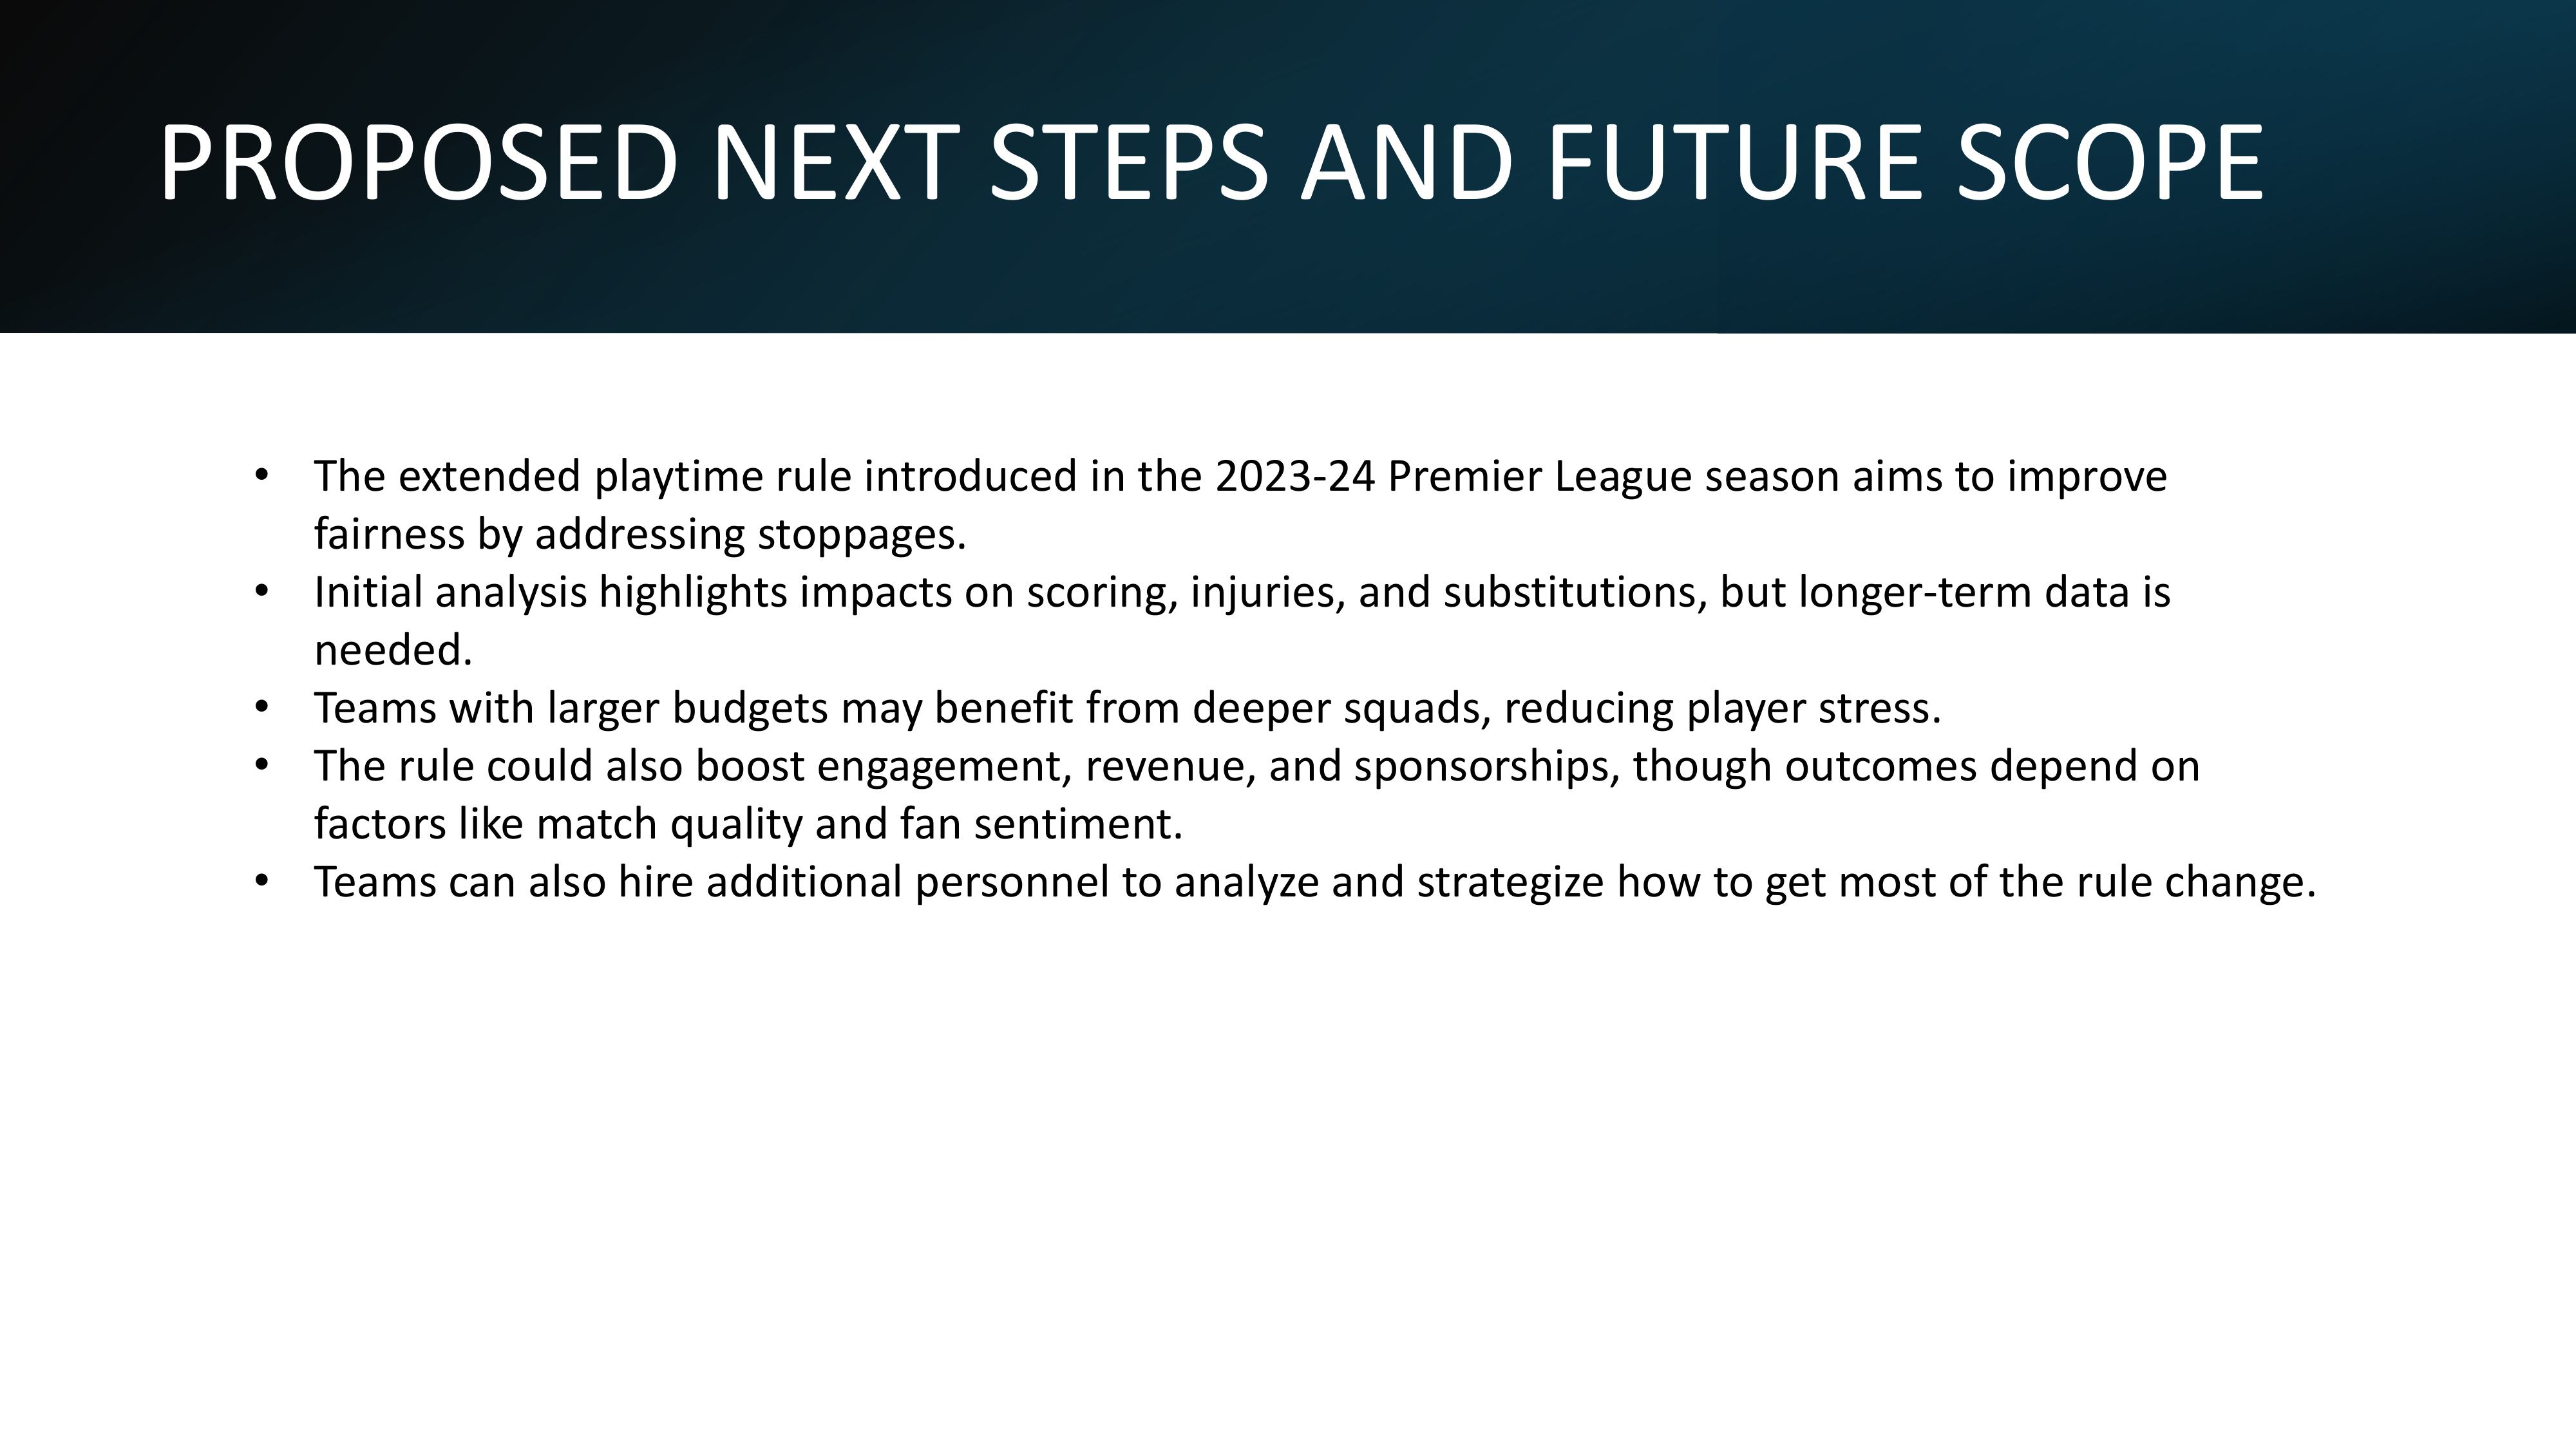 PROPOSED NEXT STEPS AND FUTURE SCOPE
• The extended playtime rule introduced in the 2023-24 Premier League season aims to improve
fairness by addressing stoppages.
• Initial analysis highlights impacts on scoring, injuries, and substitutions, but longer-term data is
needed.
• Teams with larger budgets may benefit from deeper squads, reducing player stress.
• The rule could also boost engagement, revenue, and sponsorships, though outcomes depend on
factors like match quality and fan sentiment.
• Teams can also hire additional personnel to analyze and strategize how to get most of the rule change.